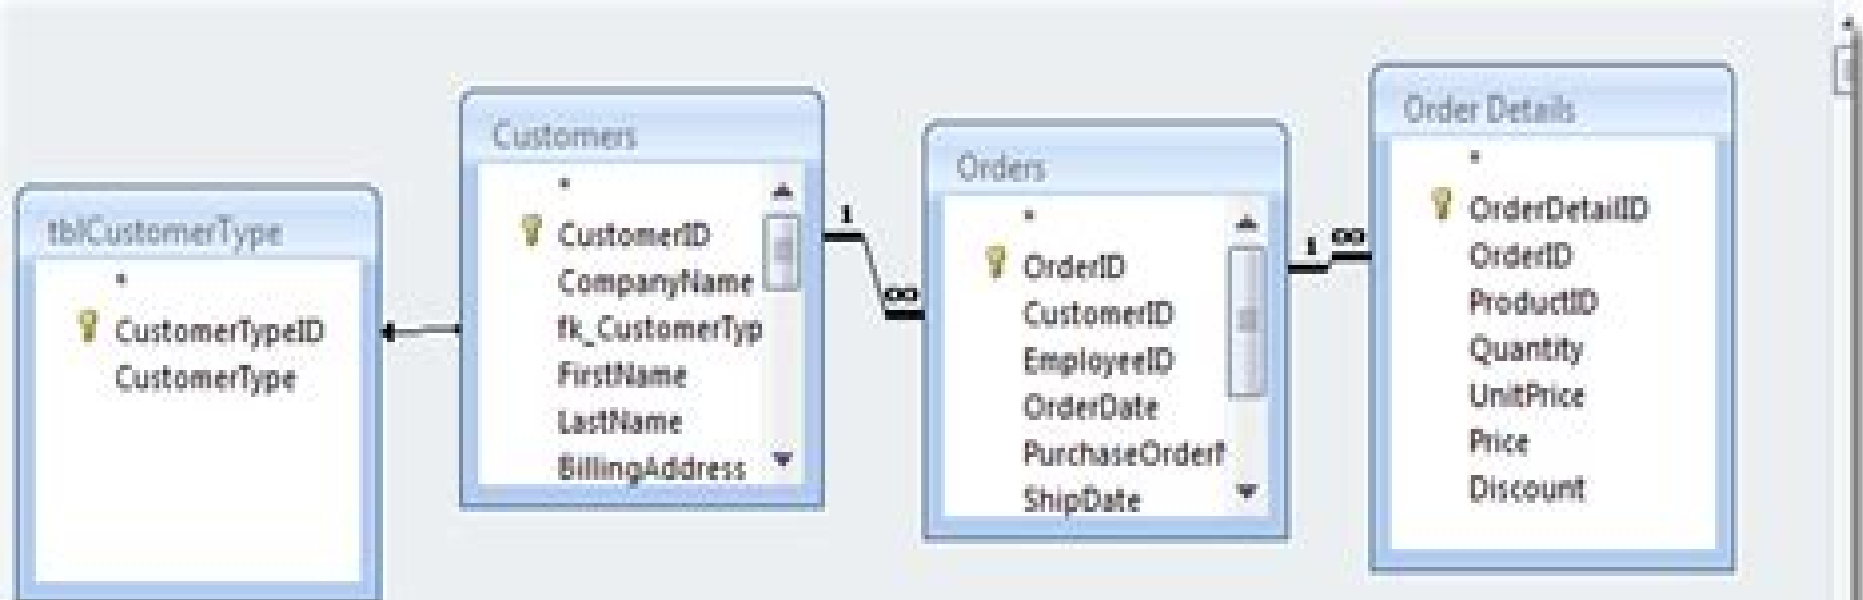 tblCustomerType
*
CustomerTypeID
CustomerType
Customers
*
CustomerID
CompanyName
fk_CustomerTyp
FirstName
LastName
BillingAddress
1
∞
Orders
*
OrderID
CustomerID
EmployeeID
OrderDate
PurchaseOrderN
ShipDate
1
∞
Order Details
*
OrderDetailID
OrderID
ProductID
Quantity
UnitPrice
Price
Discount